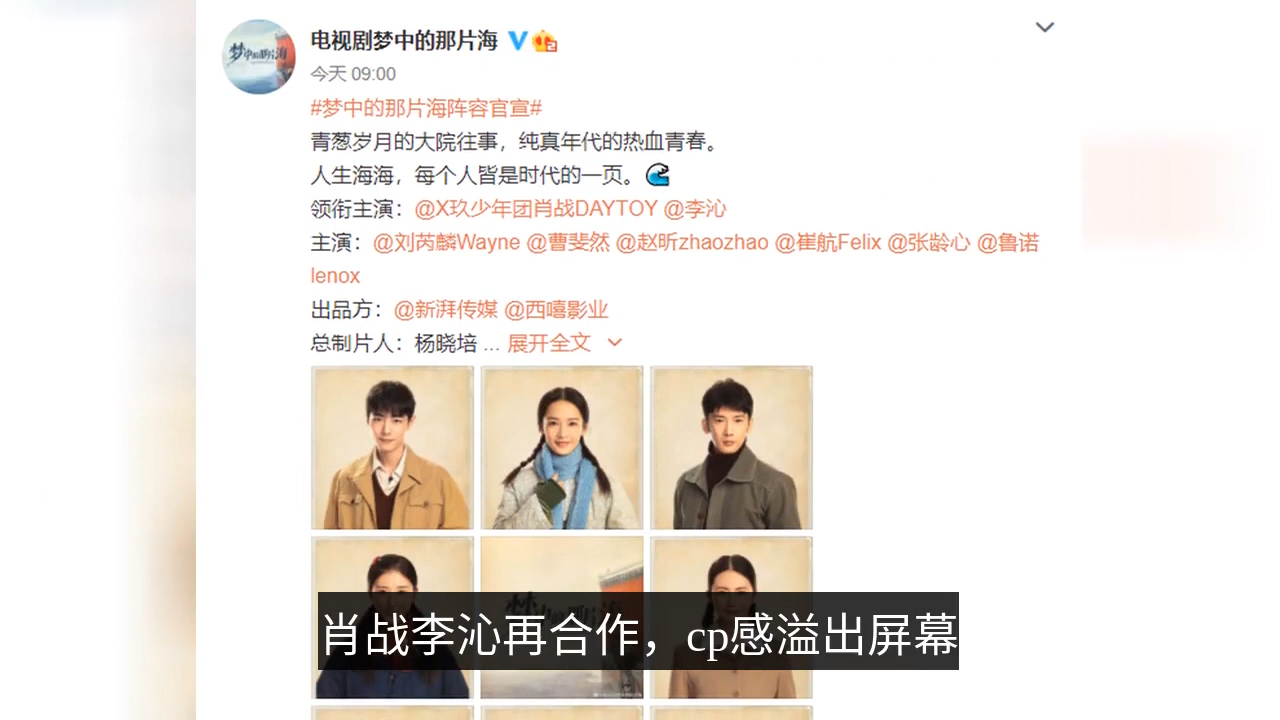 梦中的那片海
电视剧梦中的那片海
今天 09:00
#梦中的那片海阵容官宣#
青葱岁月的大院往事，纯真年代的热血青春。
人生海海，每个人皆是时代的一页。
领衔主演：@X玖少年团肖战DAYTOY @李沁
主演：@刘芮麟Wayne @曹斐然 @赵昕zhaozhao @崔航Felix @张龄心 @鲁诺
lenox
出品方：@新湃传媒 @西嘻影业
总制片人：杨晓培 ... 展开全文
肖战李沁再合作，cp感溢出屏幕